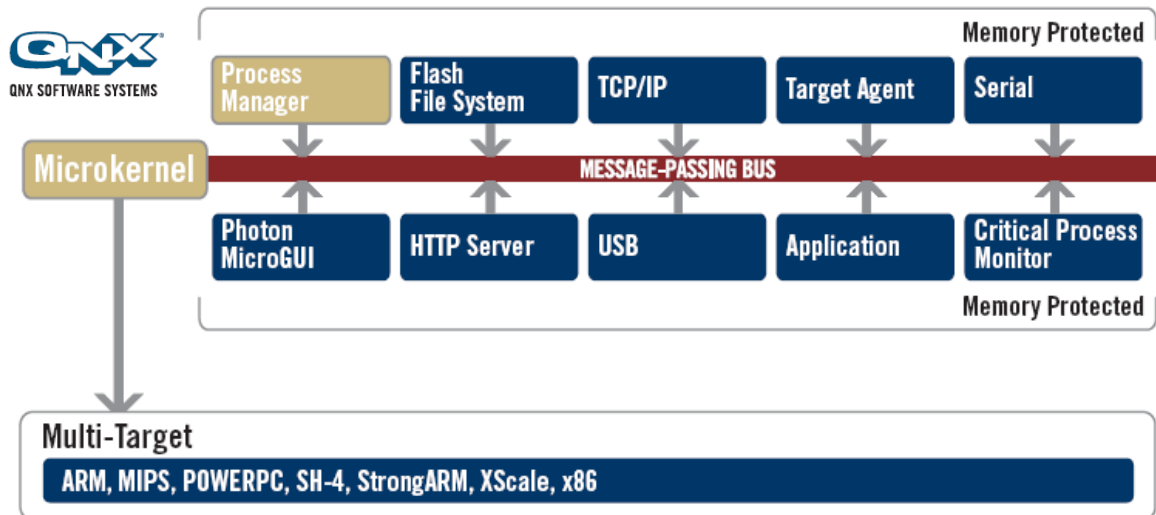 QNX
QNX SOFTWARE SYSTEMS
Memory Protected
Process
Manager
Flash
File System
TCP/IP
Target Agent
Serial
Microkernel
MESSAGE-PASSING BUS
Photon
MicroGUI
HTTP Server
USB
Application
Critical Process
Monitor
Memory Protected
Multi-Target
ARM, MIPS, POWERPC, SH-4, StrongARM, XScale, x86